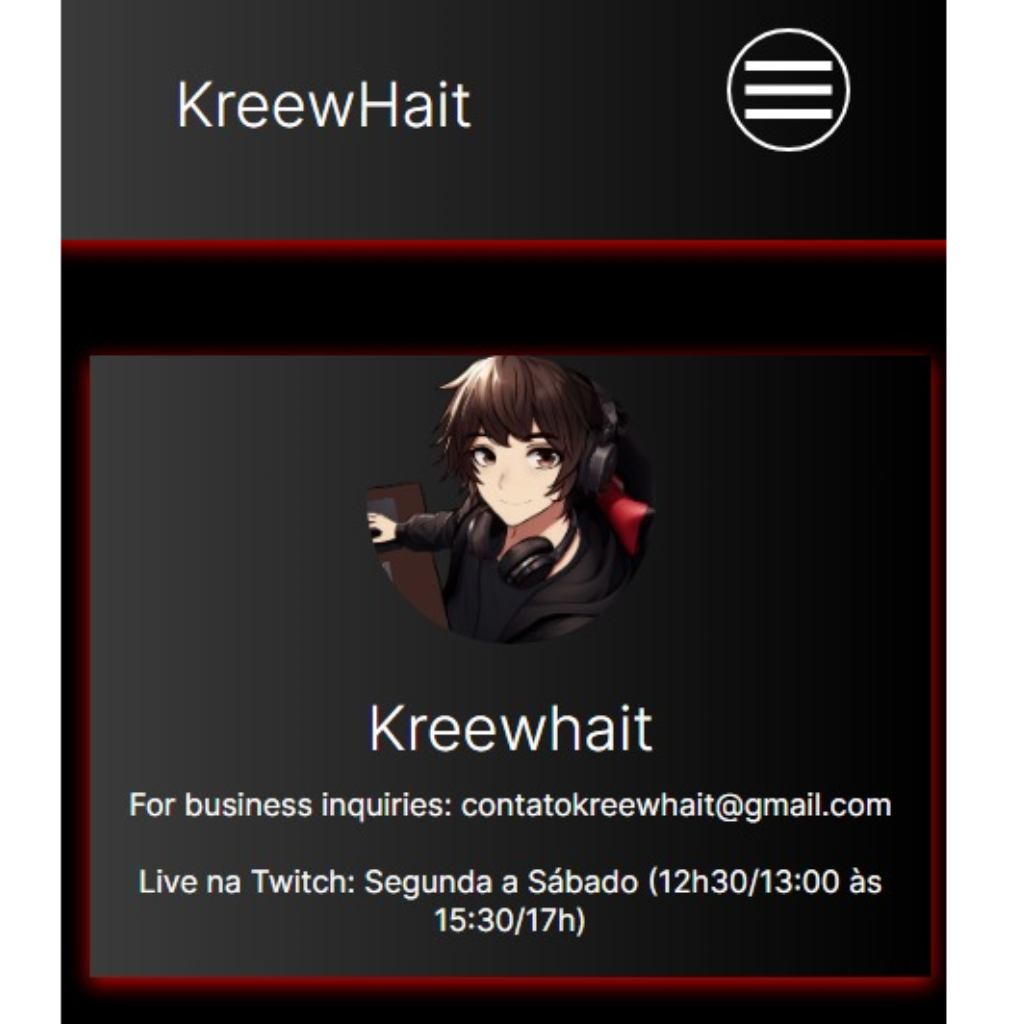 KreewHait
Kreewhait
For business inquiries: contatokreewhait@gmail.com
Live na Twitch: Segunda a Sábado (12h30/13:00 às
15:30/17h)